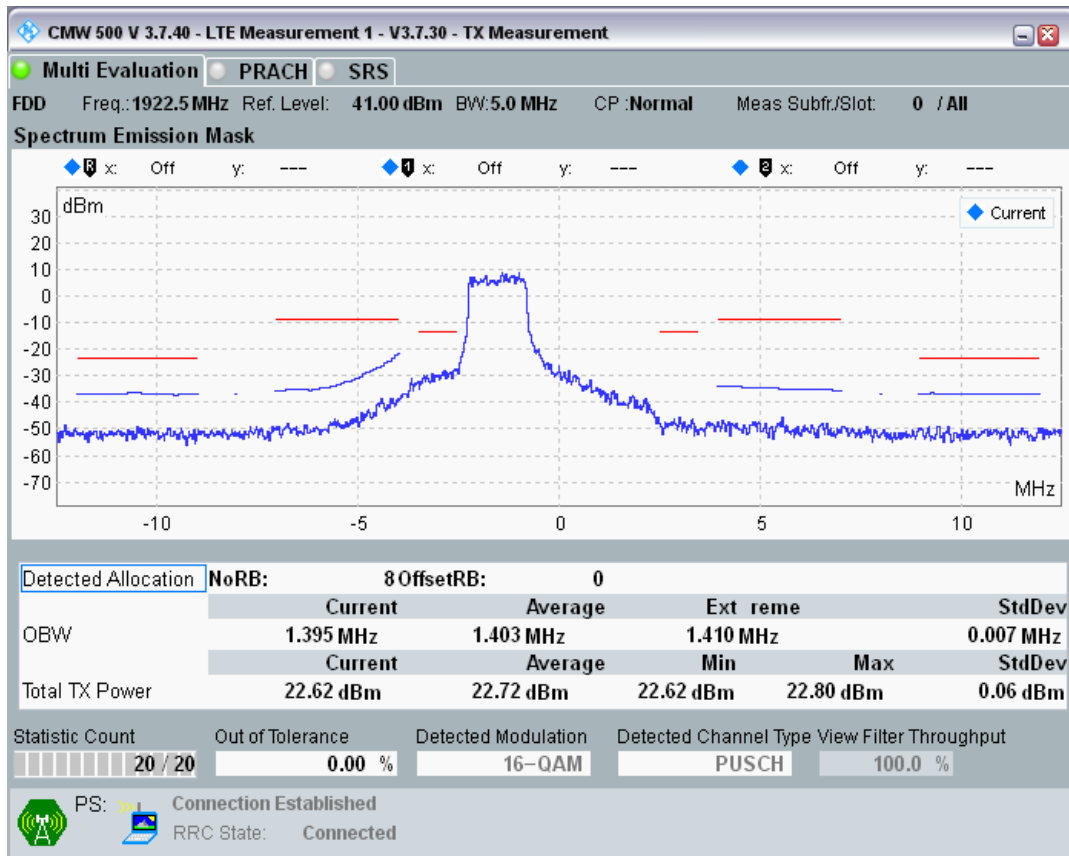 CMW 500 V 3.7.40 - LTE Measurement 1 - V3.7.30 - TX Measurement
Multi Evaluation PRACH SRS
FDD Freq.: 1922.5 MHz Ref. Level: 41.00 dBm BW: 5.0 MHz CP : Normal Meas Subfr./Slot: 0 / All
Spectrum Emission Mask
R x: Off y: --- 1 x: Off y: --- 2 x: Off y: ---
dBm
Current
30
20
10
0
-10
-20
-30
-40
-50
-60
-70
MHz
-10 -5 0 5 10
Detected Allocation NoRB: 8 OffsetRB: 0
Current Average Ext reme StdDev
OBW 1.395 MHz 1.403 MHz 1.410 MHz 0.007 MHz
Current Average Min Max StdDev
Total TX Power 22.62 dBm 22.72 dBm 22.62 dBm 22.80 dBm 0.06 dBm
Statistic Count Out of Tolerance Detected Modulation Detected Channel Type View Filter Throughput
20 / 20 0.00 % 16-QAM PUSCH 100.0 %
PS: Connection Established
RRC State: Connected